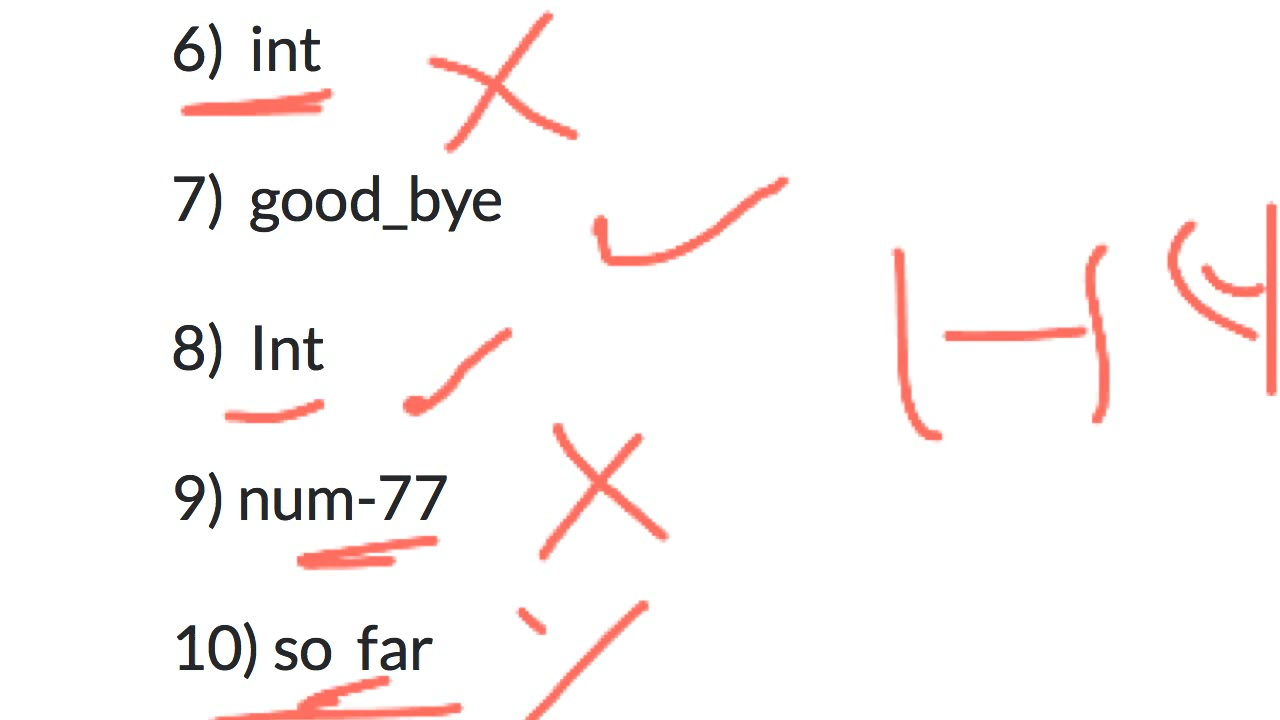 6) int
7) good_bye
8) Int
9) num-77
10) so far